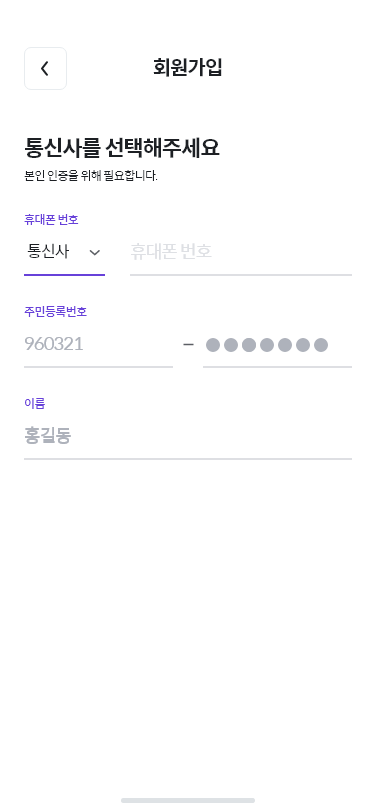 회원가입
통신사를 선택해주세요
본인 인증을 위해 필요합니다.
휴대폰 번호
통신사 휴대폰 번호
주민등록번호
960321 – ●●●●●●●
이름
홍길동